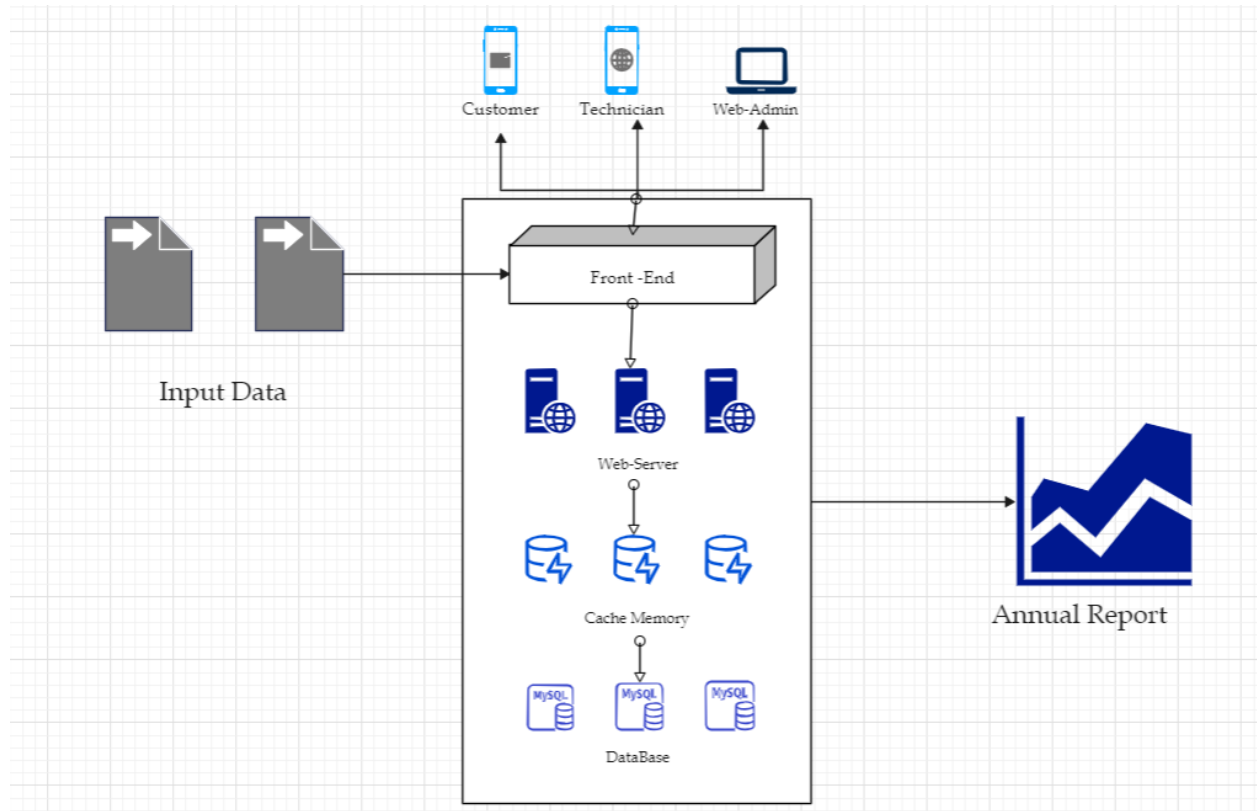 Customer
Technician
Web-Admin
Front -End
Input Data
Web-Server
Cache Memory
Annual Report
MySQL
MySQL
MySQL
DataBase